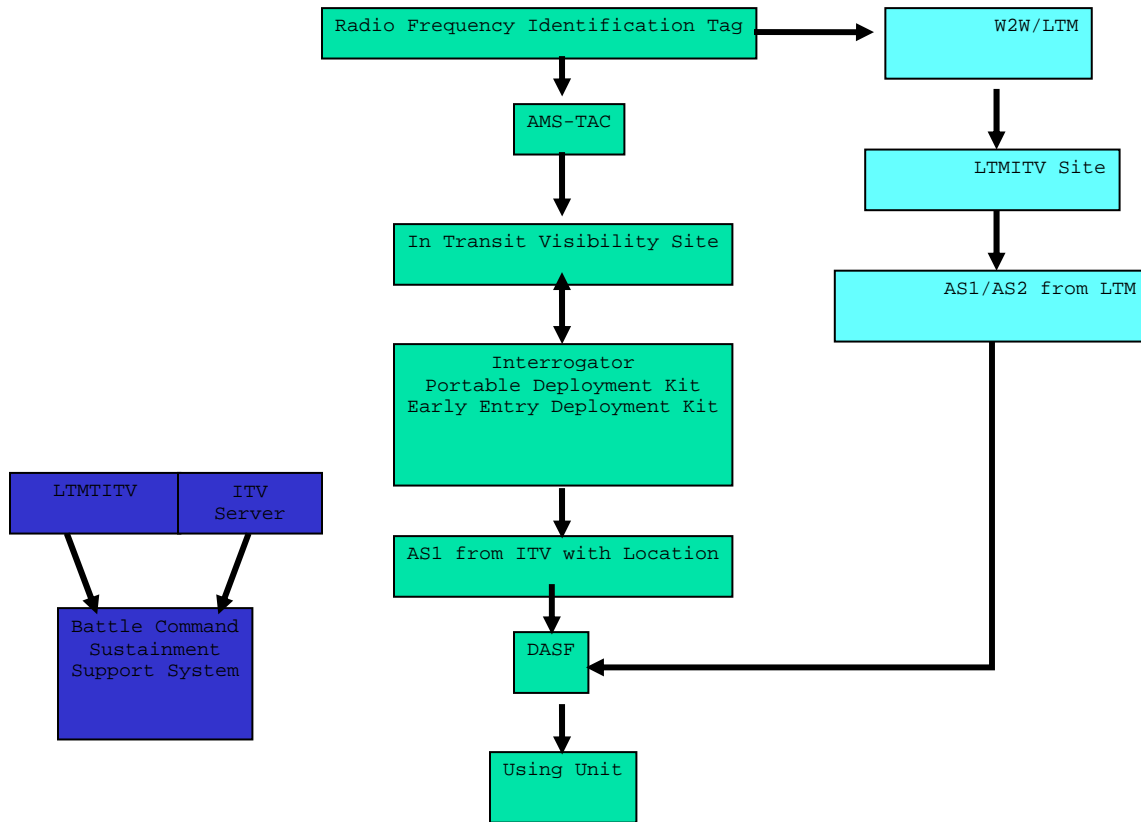 Radio Frequency Identification Tag
W2W/LTM
AMS-TAC
LTMITV Site
In Transit Visibility Site
AS1/AS2 from LTM
Interrogator
Portable Deployment Kit
Early Entry Deployment Kit
LTMTITV
ITV
Server
AS1 from ITV with Location
Battle Command
Sustainment
Support System
DASF
Using Unit